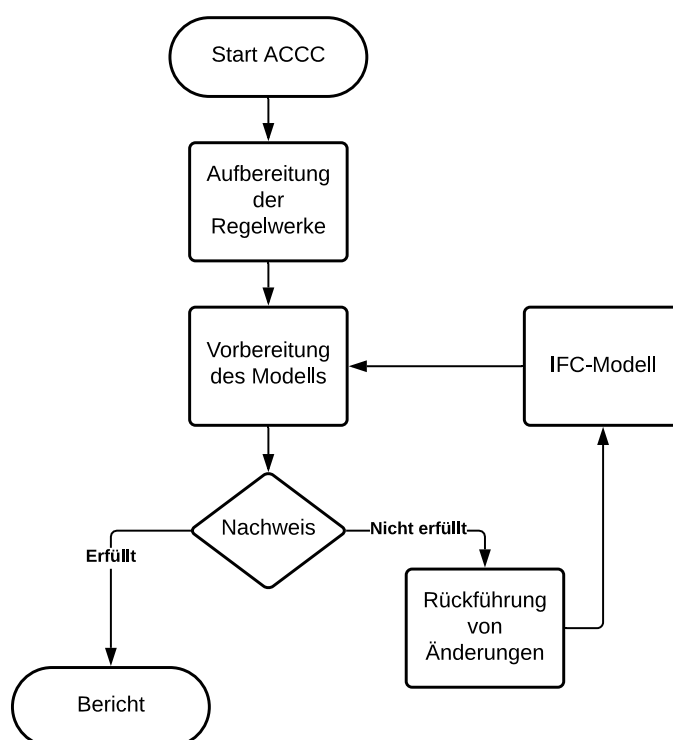 Start ACCC
Aufbereitung
der
Regelwerke
Vorbereitung
des Modells
IFC-Modell
Nachweis
Nicht erfüllt
Erfüllt
Rückführung
von
Änderungen
Bericht